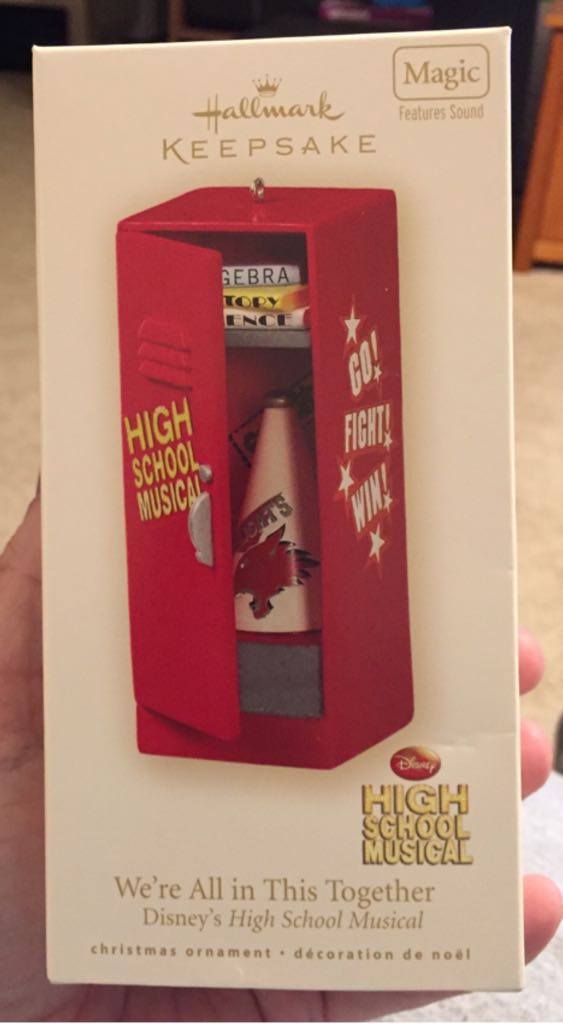 Hallmark
KEEPSAKE
Magic
Features Sound
GEBRA
TORY
ENCE
HIGH
SCHOOL
MUSICAL
GO!
FIGHT!
WIN!
Disney
HIGH
SCHOOL
MUSICAL
We're All in This Together
Disney's High School Musical
christmas ornament • décoration de noël